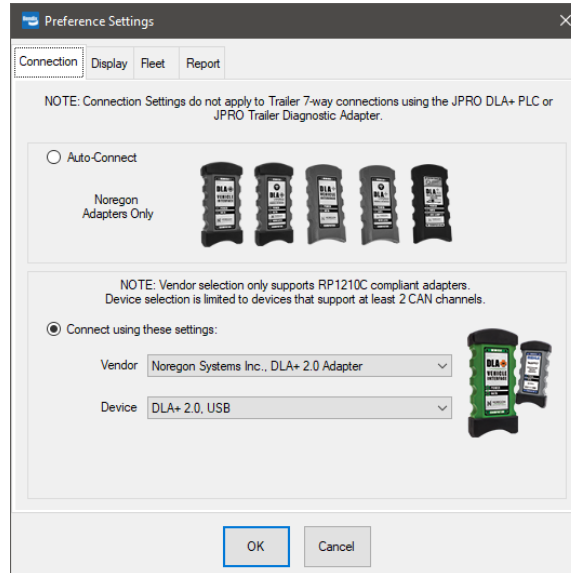 Preference Settings
Connection Display Fleet Report
NOTE: Connection Settings do not apply to Trailer 7-way connections using the JPRO DLA+ PLC or
JPRO Trailer Diagnostic Adapter.
Auto-Connect
Noregon
Adapters Only
NOTE: Vendor selection only supports RP1210C compliant adapters.
Device selection is limited to devices that support at least 2 CAN channels.
Connect using these settings:
Vendor Noregon Systems Inc., DLA+ 2.0 Adapter
Device DLA+ 2.0, USB
DLA+
VEHICLE
INTERFACE
OK Cancel